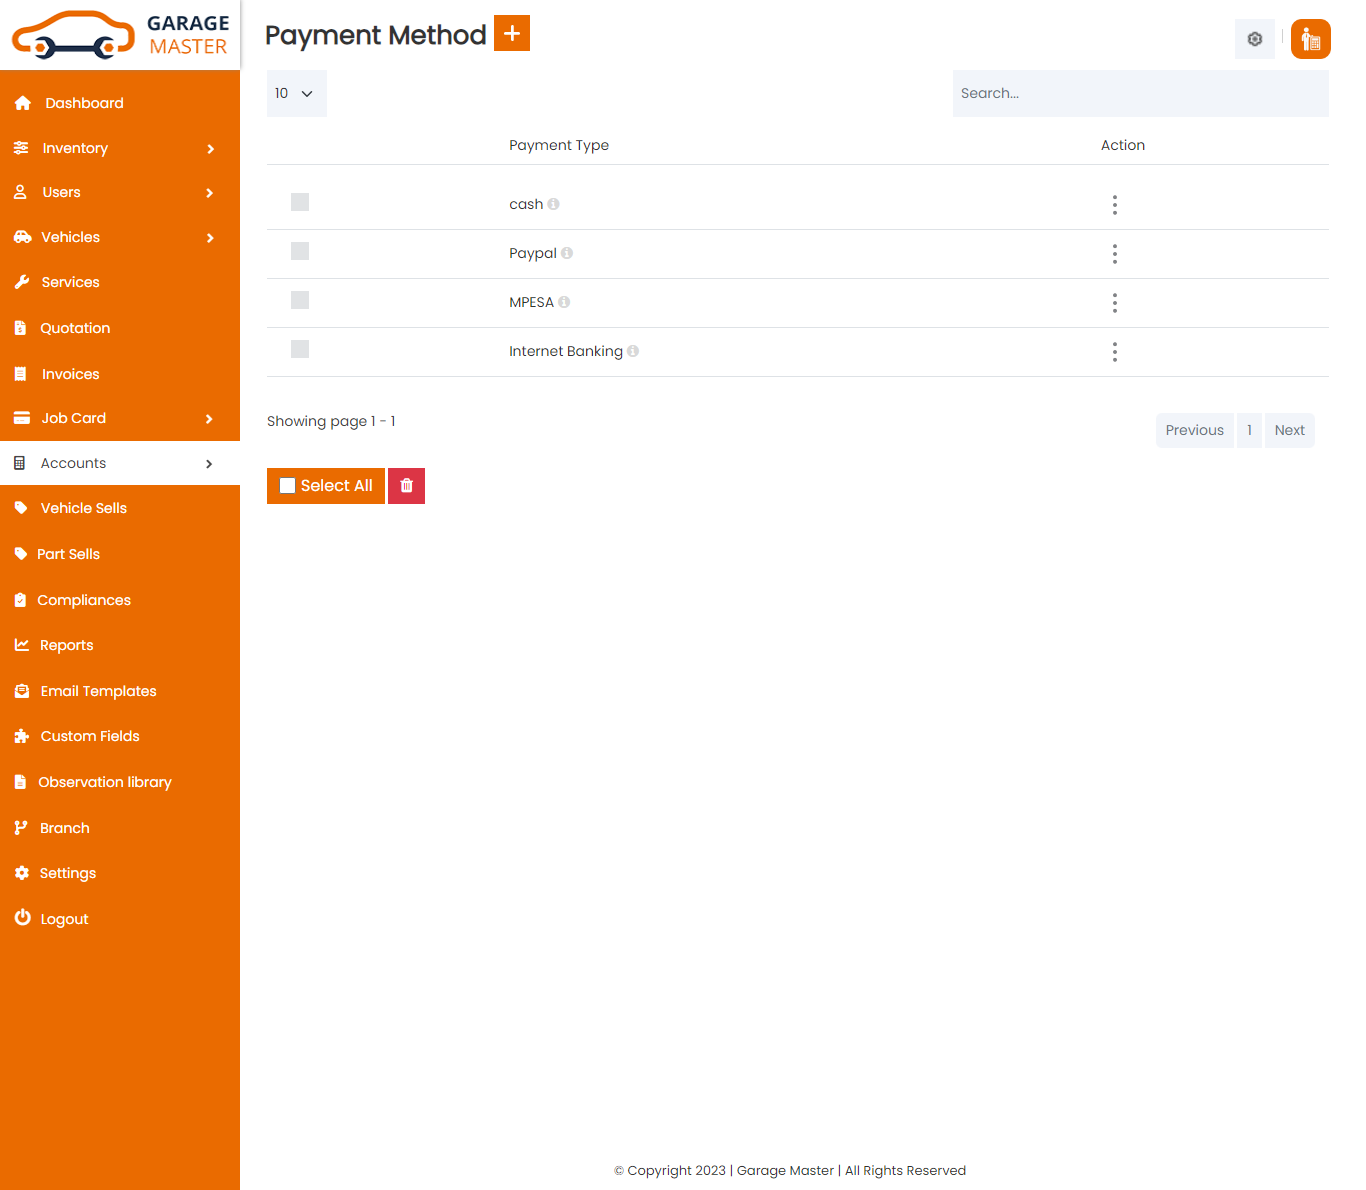 GARAGE
MASTER
Dashboard
Inventory
Users
Vehicles
Services
Quotation
Invoices
Job Card
Accounts
Vehicle Sells
Part Sells
Compliances
Reports
Email Templates
Custom Fields
Observation library
Branch
Settings
Logout
Payment Method +
10
Search...
Payment Type Action
cash
Paypal
MPESA
Internet Banking
Showing page 1 - 1
Previous 1 Next
Select All
© Copyright 2023 | Garage Master | All Rights Reserved